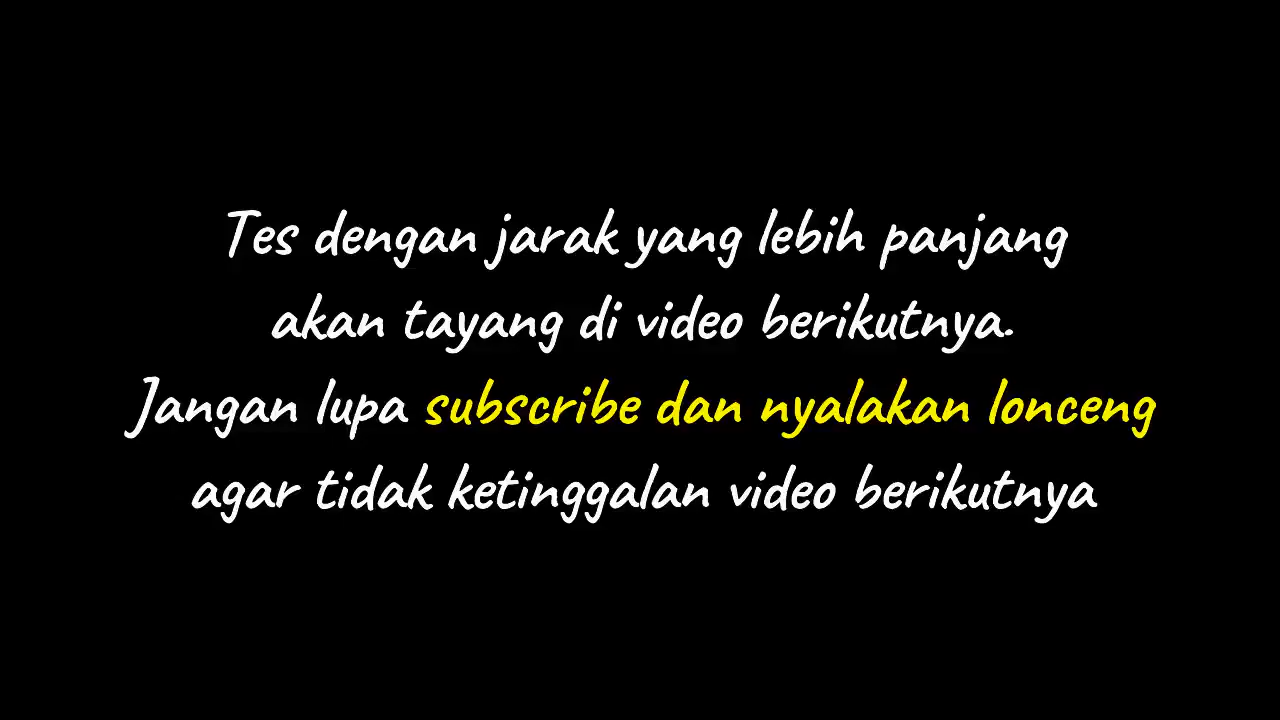 Tes dengan jarak yang lebih panjang
akan tayang di video berikutnya.
Jangan lupa subscribe dan nyalakan lonceng
agar tidak ketinggalan video berikutnya